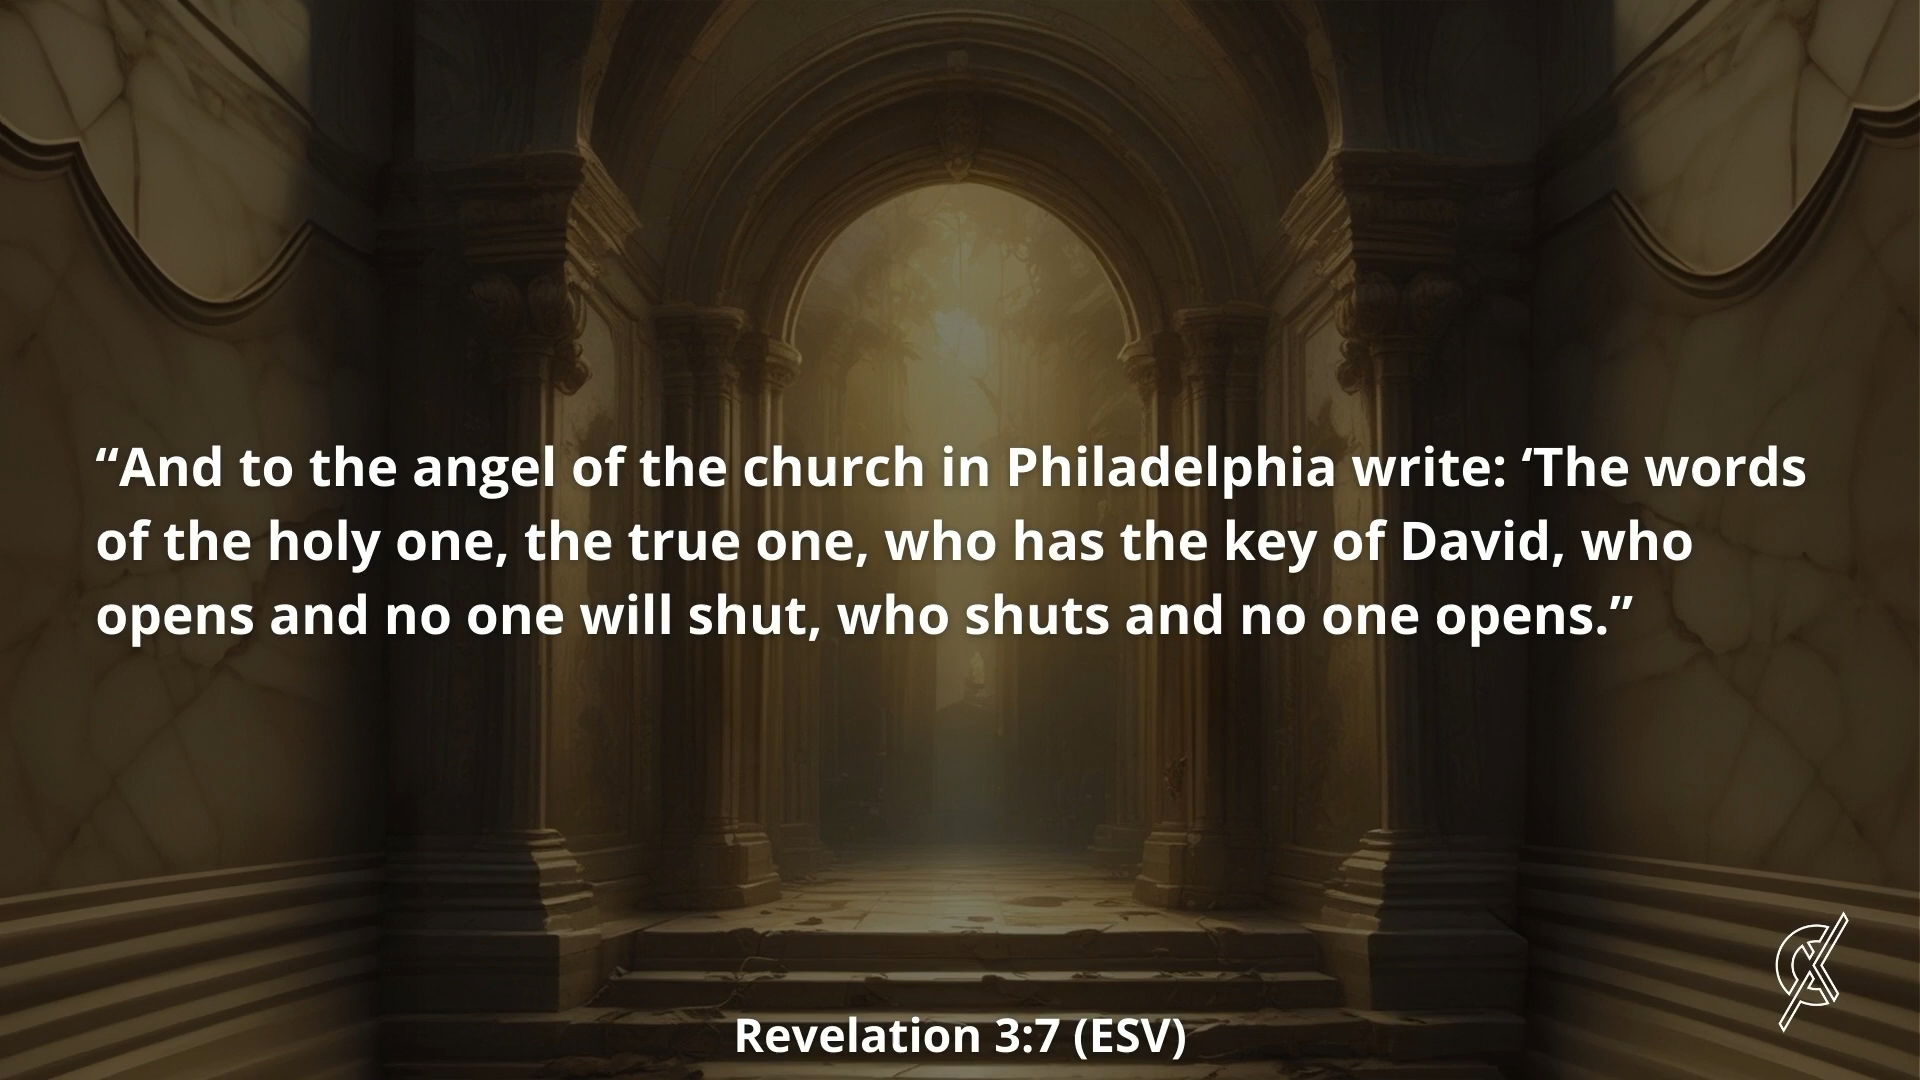 “And to the angel of the church in Philadelphia write: ‘The words
of the holy one, the true one, who has the key of David, who
opens and no one will shut, who shuts and no one opens.”
Revelation 3:7 (ESV)